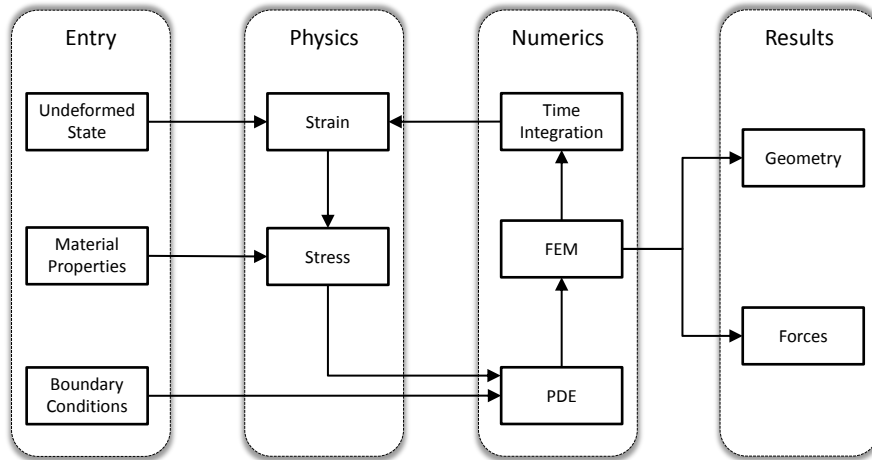 Entry
Undeformed
State
Material
Properties
Boundary
Conditions
Physics
Strain
Stress
Numerics
Time
Integration
FEM
PDE
Results
Geometry
Forces